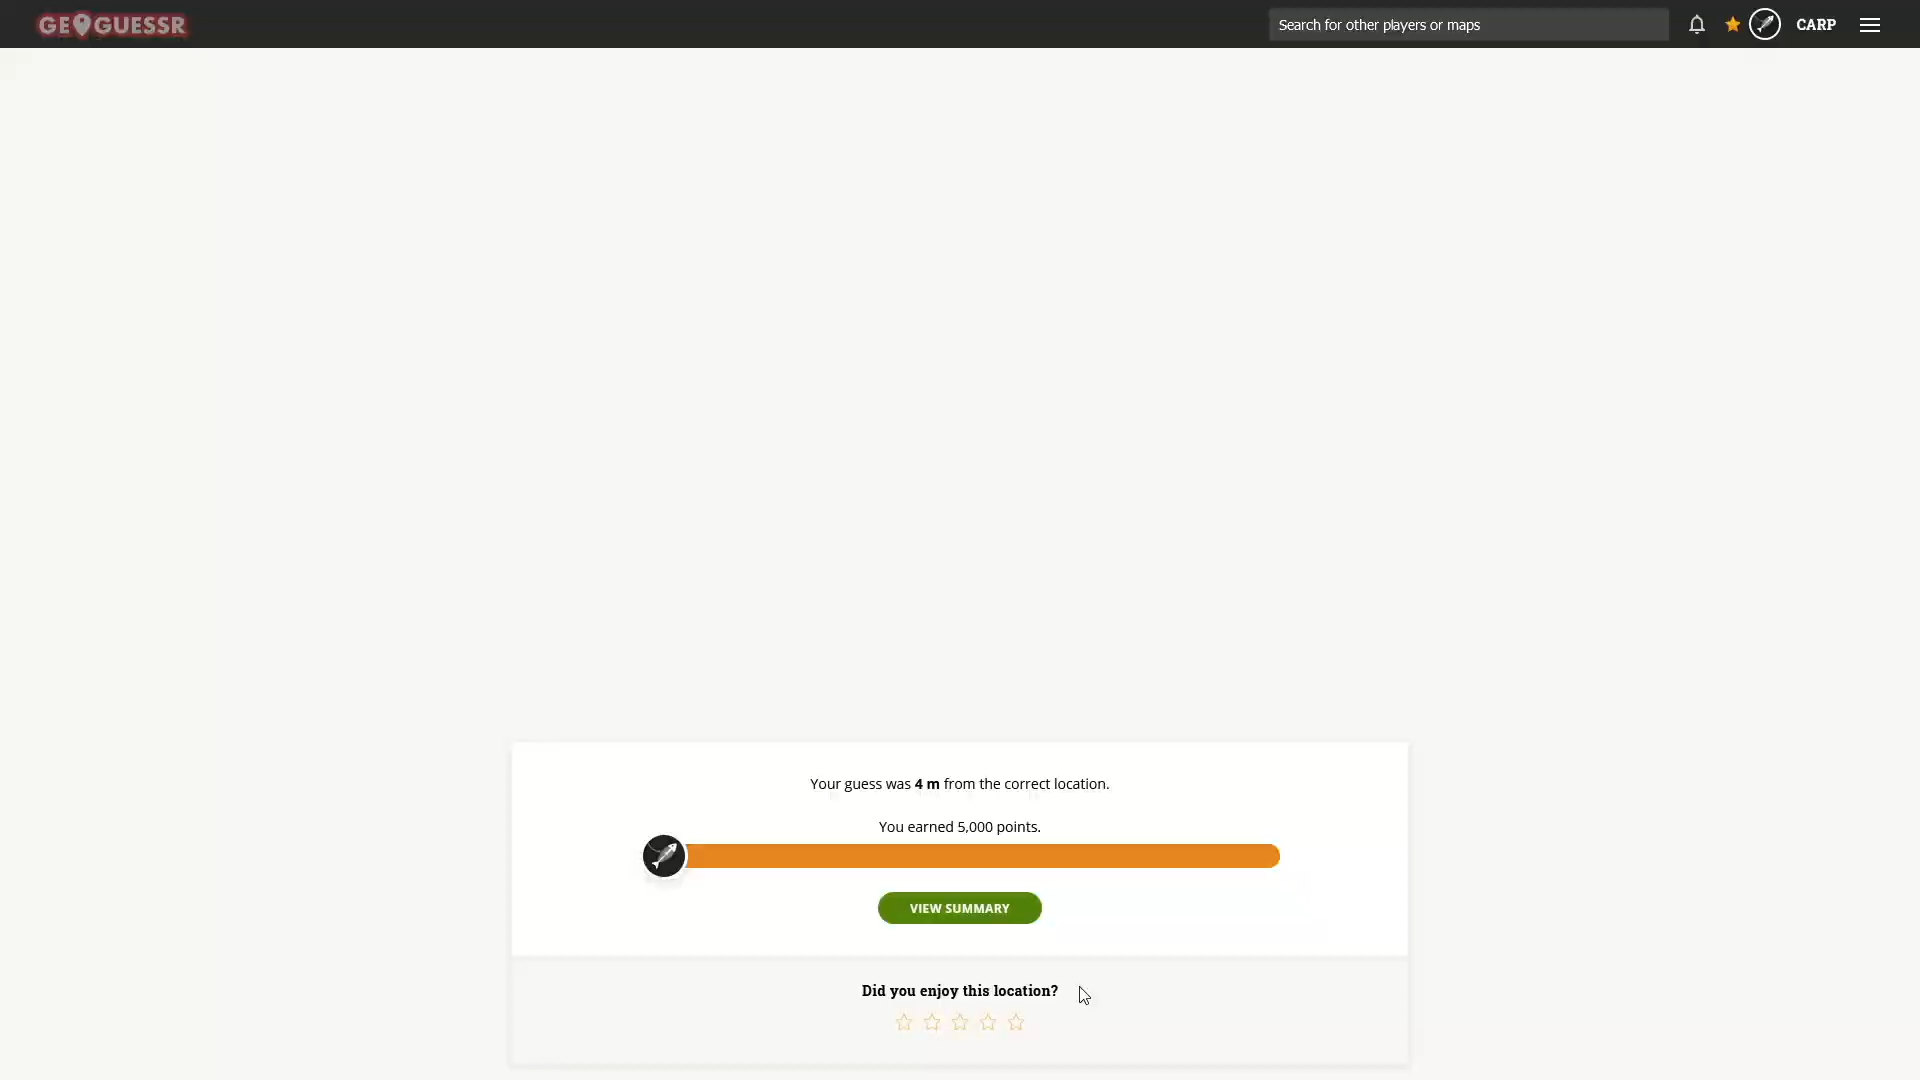 GEOGUESSR
Search for other players or maps
CARP
Your guess was 4 m from the correct location.
You earned 5,000 points.
VIEW SUMMARY
Did you enjoy this location?